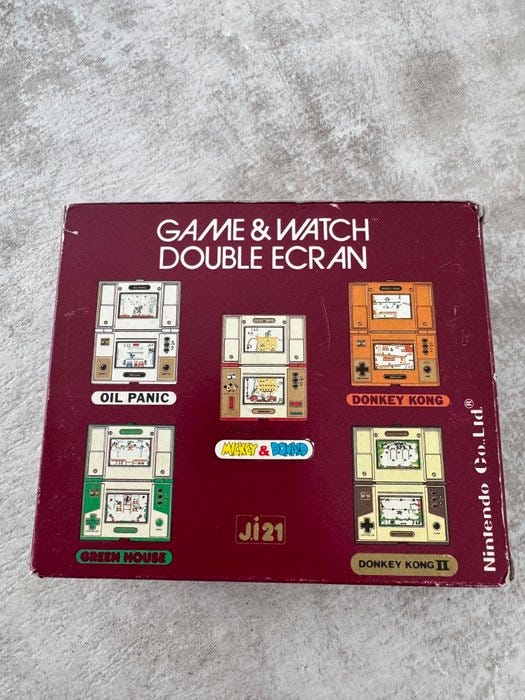 GAME & WATCH
DOUBLE ECRAN
OIL PANIC
DONKEY KONG
MICKEY & DONALD
GREEN HOUSE
Ji21
DONKEY KONG II
Nintendo Co.,Ltd.®